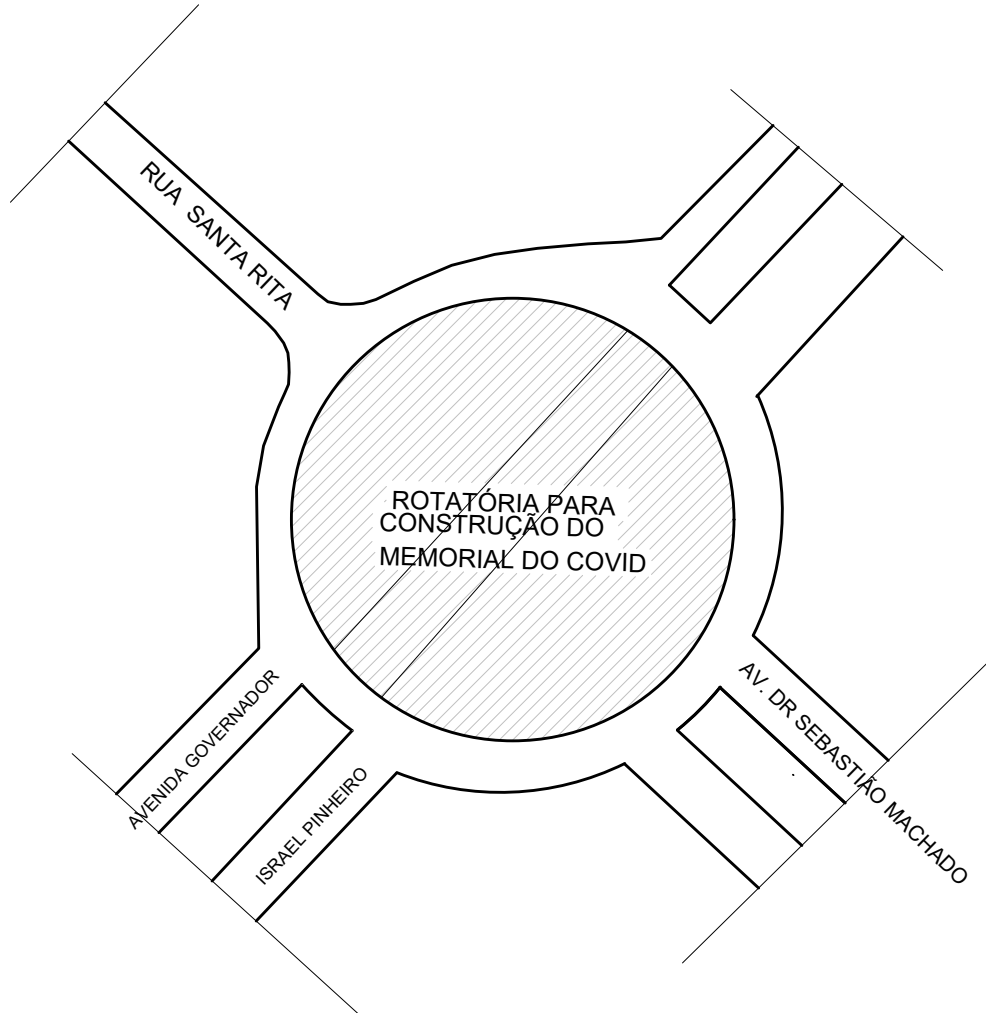 RUA SANTA RITA
ROTATÓRIA PARA
CONSTRUÇÃO DO
MEMORIAL DO COVID
AVENIDA GOVERNADOR
ISRAEL PINHEIRO
AV. DR SEBASTIÃO MACHADO